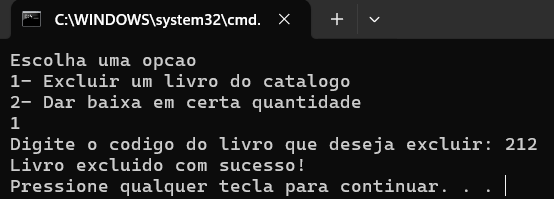 C:\WINDOWS\system32\cmd.
Escolha uma opcao
1- Excluir um livro do catalogo
2- Dar baixa em certa quantidade
1
Digite o codigo do livro que deseja excluir: 212
Livro excluido com sucesso!
Pressione qualquer tecla para continuar. . .